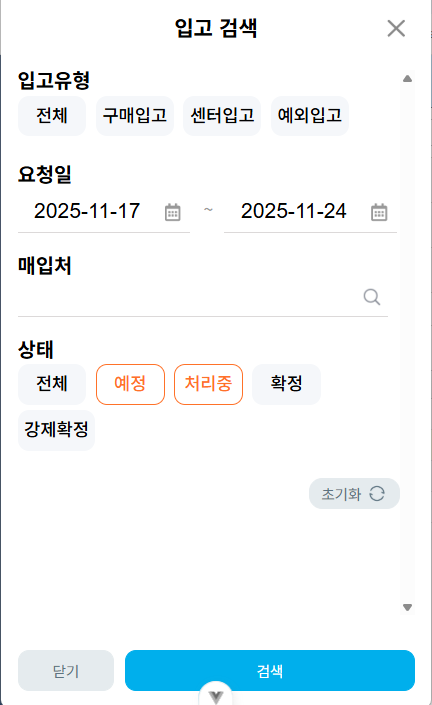 입고 검색
입고유형
전체 구매입고 센터입고 예외입고
요청일
2025-11-17 ~ 2025-11-24
매입처
상태
전체 예정 처리중 확정
강제확정
초기화
닫기 검색